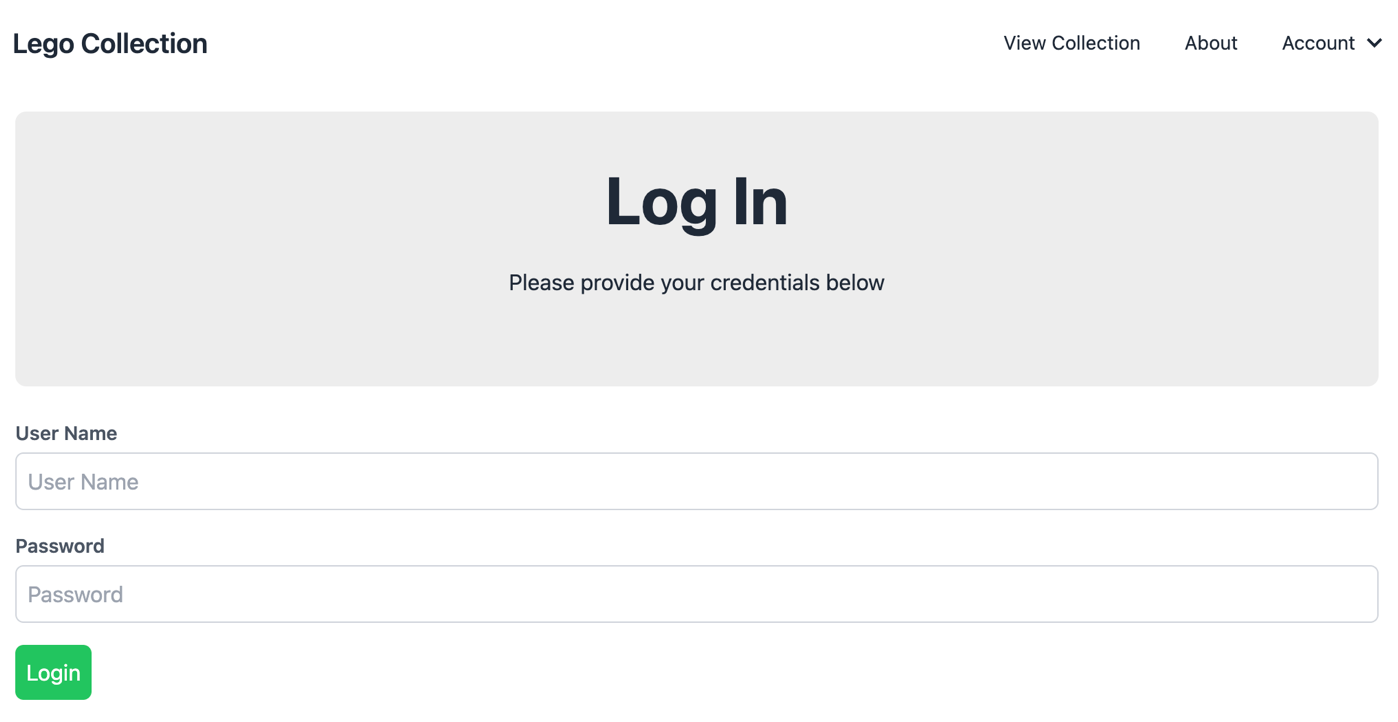 Lego Collection
View Collection About Account
Log In
Please provide your credentials below
User Name
User Name
Password
Password
Login